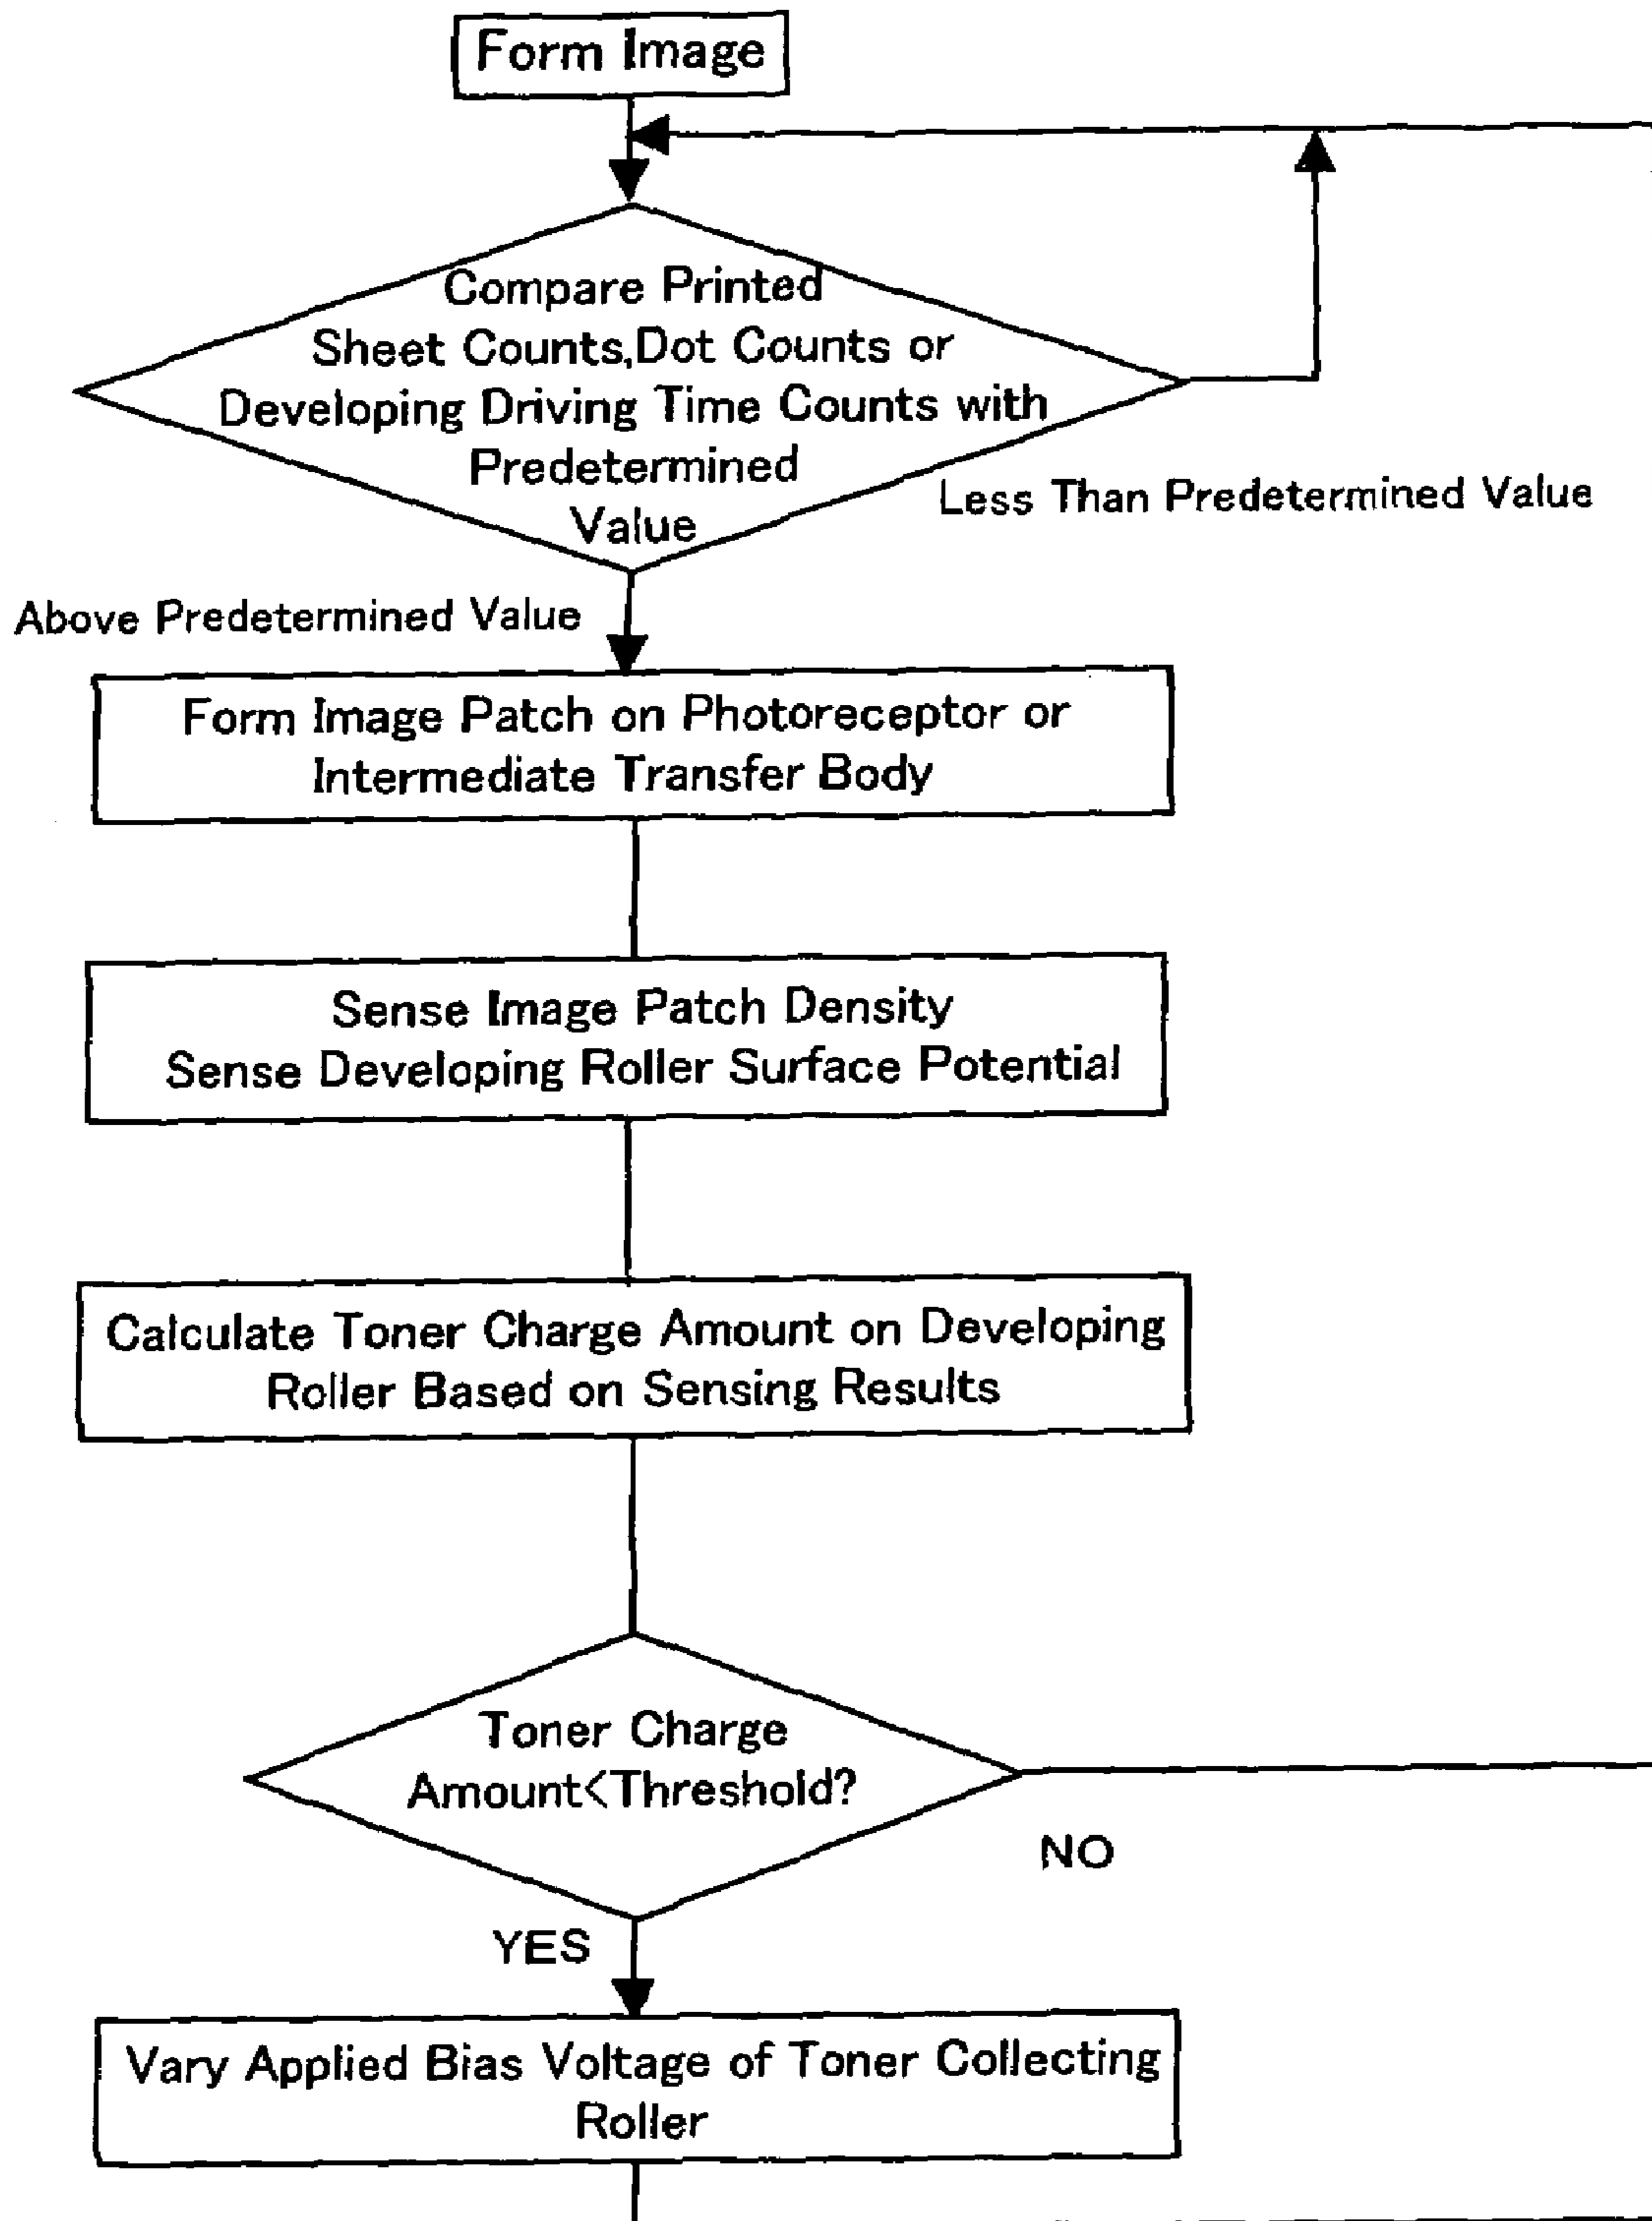 Form Image
Compare Printed
Sheet Counts,Dot Counts or
Developing Driving Time Counts with
Predetermined
Value
Less Than Predetermined Value
Above Predetermined Value
Form Image Patch on Photoreceptor or
Intermediate Transfer Body
Sense Image Patch Density
Sense Developing Roller Surface Potential
Calculate Toner Charge Amount on Developing
Roller Based on Sensing Results
Toner Charge
Amount<Threshold?
NO
YES
Vary Applied Bias Voltage of Toner Collecting
Roller